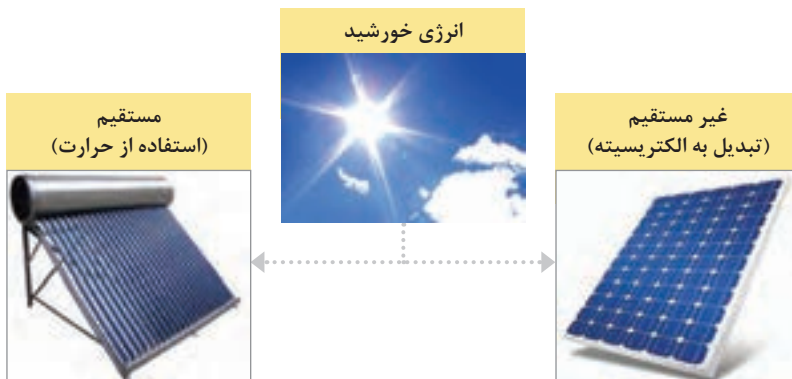 انرژی خورشید
غیر مستقیم
(تبدیل به الکتریسیته)
مستقیم
(استفاده از حرارت)